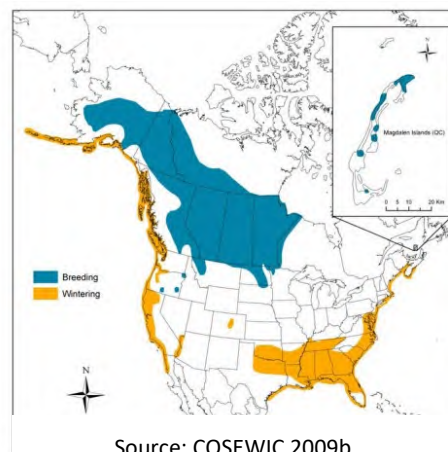 N
Magdalen Islands (QC)
0 5 10 20 Km
Breeding
Wintering
N
Source: COSEWIC 2009b